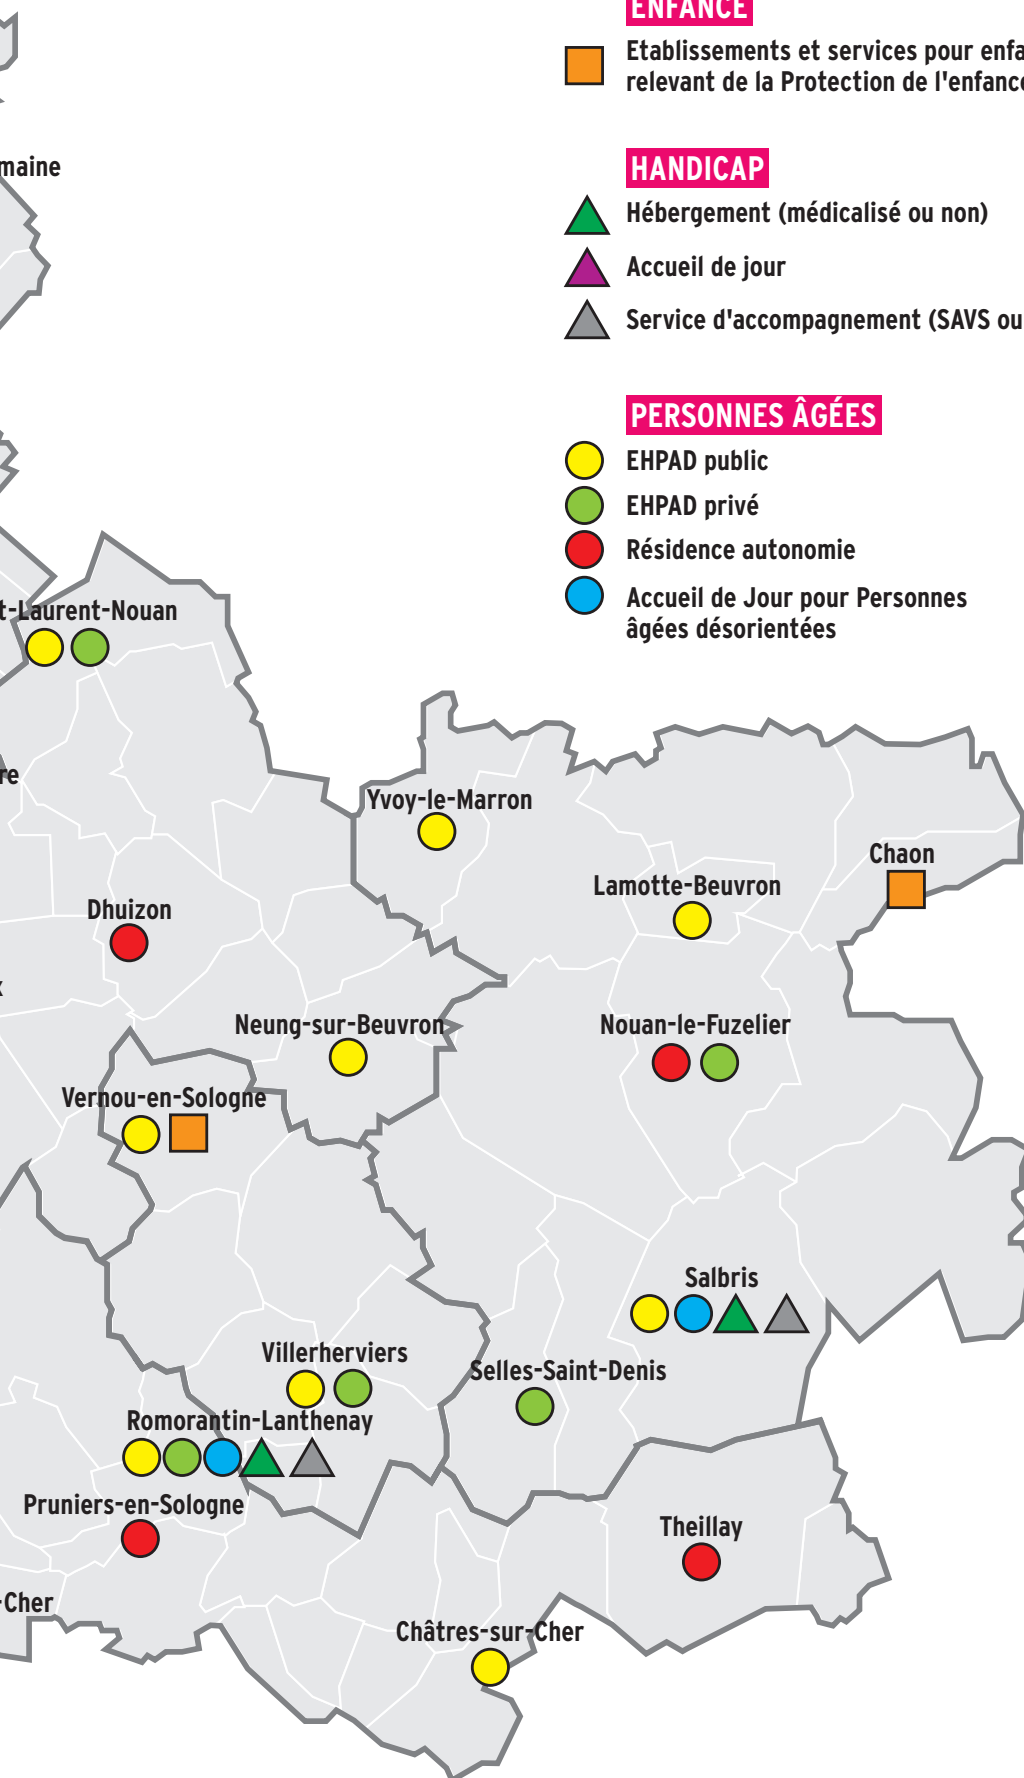 ENFANCE
Etablissements et services pour enfa
relevant de la Protection de l'enfance
maine
HANDICAP
Hébergement (médicalisé ou non)
Accueil de jour
Service d'accompagnement (SAVS ou
PERSONNES ÂGÉES
EHPAD public
EHPAD privé
Résidence autonomie
Accueil de Jour pour Personnes
âgées désorientées
t-Laurent-Nouan
re
Yvoy-le-Marron
Chaon
Lamotte-Beuvron
Dhuizon
x
Neung-sur-Beuvron
Nouan-le-Fuzelier
Vernou-en-Sologne
Salbris
Villerherviers
Selles-Saint-Denis
Romorantin-Lanthenay
Pruniers-en-Sologne
Theillay
-Cher
Châtres-sur-Cher